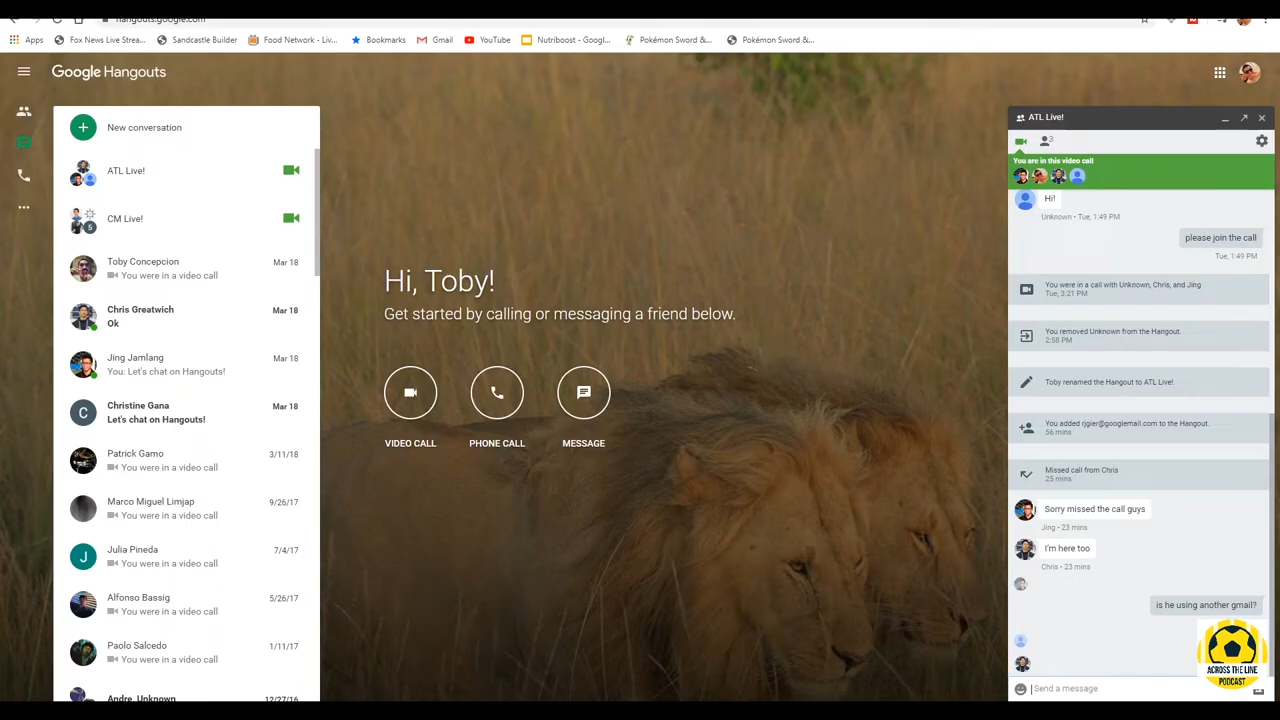 hangouts.google.com
Apps
Fox News Live Strea...
Sandcastle Builder
Food Network - Liv...
Bookmarks
Gmail
YouTube
Nutriboost - Googl...
Pokémon Sword &...
Pokémon Sword &...
Google Hangouts
New conversation
ATL Live!
CM Live!
5
Toby Concepcion
Mar 18
You were in a video call
Chris Greatwich
Mar 18
Ok
Jing Jamlang
Mar 18
You: Let's chat on Hangouts!
C
Christine Gana
Mar 18
Let's chat on Hangouts!
Patrick Gamo
3/11/18
You were in a video call
Marco Miguel Limjap
9/26/17
You were in a video call
J
Julia Pineda
7/4/17
You were in a video call
Alfonso Bassig
5/26/17
You were in a video call
Paolo Salcedo
1/11/17
You were in a video call
Andre, Unknown
12/27/16
Hi, Toby!
Get started by calling or messaging a friend below.
VIDEO CALL
PHONE CALL
MESSAGE
ATL Live!
3
You are in this video call
Hi!
Unknown • Tue, 1:49 PM
please join the call
Tue, 1:49 PM
You were in a call with Unknown, Chris, and Jing
Tue, 3:21 PM
You removed Unknown from the Hangout.
2:58 PM
Toby renamed the Hangout to ATL Live!
You added rjgier@googlemail.com to the Hangout.
56 mins
Missed call from Chris
25 mins
Sorry missed the call guys
Jing • 23 mins
I'm here too
Chris • 23 mins
is he using another gmail?
Send a message
ACROSS THE LINE
PODCAST